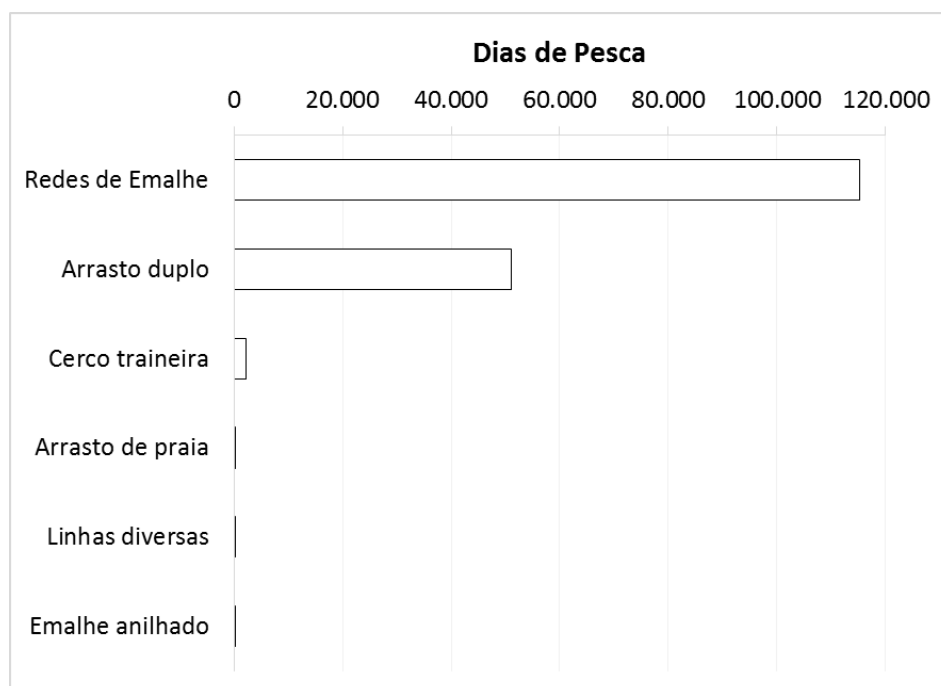 Dias de Pesca
0 20.000 40.000 60.000 80.000 100.000 120.000
Redes de Emalhe
Arrasto duplo
Cerco traineira
Arrasto de praia
Linhas diversas
Emalhe anilhado